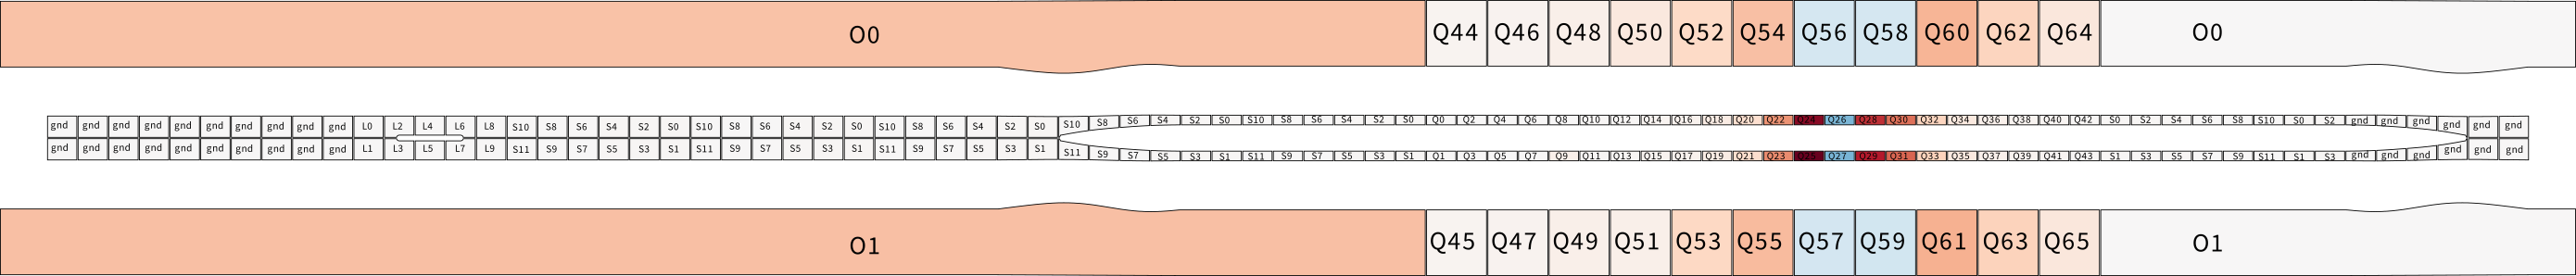 O0 Q44 Q46 Q48 Q50 Q52 Q54 Q56 Q58 Q60 Q62 Q64 O0
gnd gnd gnd gnd gnd gnd gnd gnd gnd gnd L0 L2 L4 L6 L8 S10 S8 S6 S4 S2 S0 S10 S8 S6 S4 S2 S0 S10 S8 S6 S4 S2 S0 S10 S8 S6 S4 S2 S0 S10 S8 S6 S4 S2 S0 Q0 Q2 Q4 Q6 Q8 Q10 Q12 Q14 Q16 Q18 Q20 Q22 Q24 Q26 Q28 Q30 Q32 Q34 Q36 Q38 Q40 Q42 S0 S2 S4 S6 S8 S10 S0 S2 gnd gnd gnd gnd gnd gnd
gnd gnd gnd gnd gnd gnd gnd gnd gnd gnd L1 L3 L5 L7 L9 S11 S9 S7 S5 S3 S1 S11 S9 S7 S5 S3 S1 S11 S9 S7 S5 S3 S1 S11 S9 S7 S5 S3 S1 S11 S9 S7 S5 S3 S1 Q1 Q3 Q5 Q7 Q9 Q11 Q13 Q15 Q17 Q19 Q21 Q23 Q25 Q27 Q29 Q31 Q33 Q35 Q37 Q39 Q41 Q43 S1 S3 S5 S7 S9 S11 S1 S3 gnd gnd gnd gnd gnd gnd
O1 Q45 Q47 Q49 Q51 Q53 Q55 Q57 Q59 Q61 Q63 Q65 O1